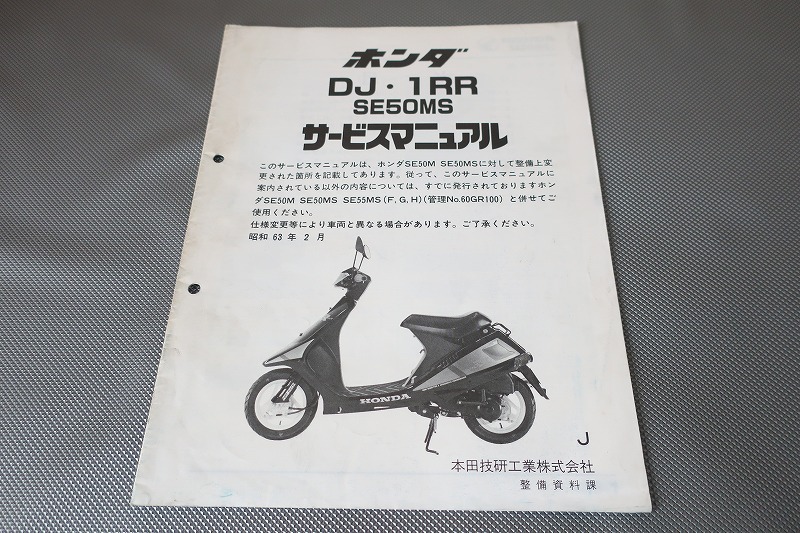 ホンダ
DJ・1RR
SE50MS
サービスマニュアル
このサービスマニュアルは、ホンダSE50M SE50MSに対して整備上変
更された箇所を記載してあります。従って、このサービスマニュアルに
案内されている以外の内容については、すでに発行されておりますホン
ダSE50M SE50MS SE55MS(F, G, H)(管理No.60GR100) と併せてご
使用ください。
仕様変更等により車両と異なる場合があります。ご了承ください。
昭和 63 年 2 月
HONDA
J
本田技研工業株式会社
整備資料課